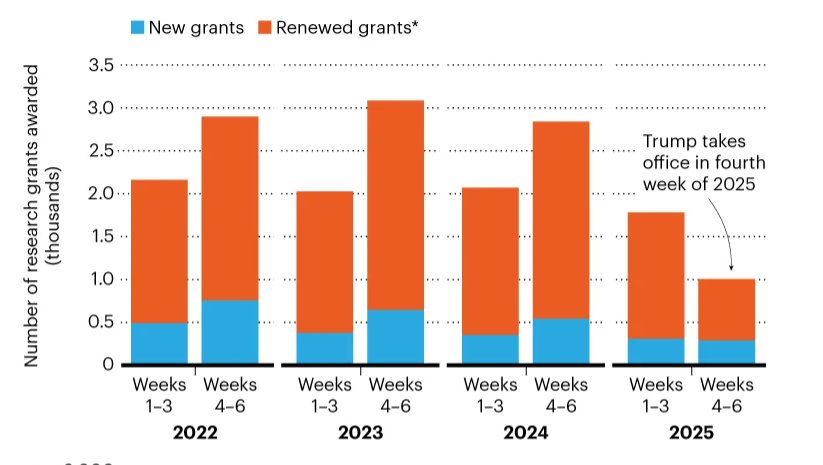 New grants Renewed grants*
Number of research grants awarded
(thousands)
3.5
3.0
2.5
2.0
1.5
1.0
0.5
0
Trump takes
office in fourth
week of 2025
Weeks Weeks Weeks Weeks Weeks Weeks Weeks Weeks
1–3 4–6 1–3 4–6 1–3 4–6 1–3 4–6
2022 2023 2024 2025